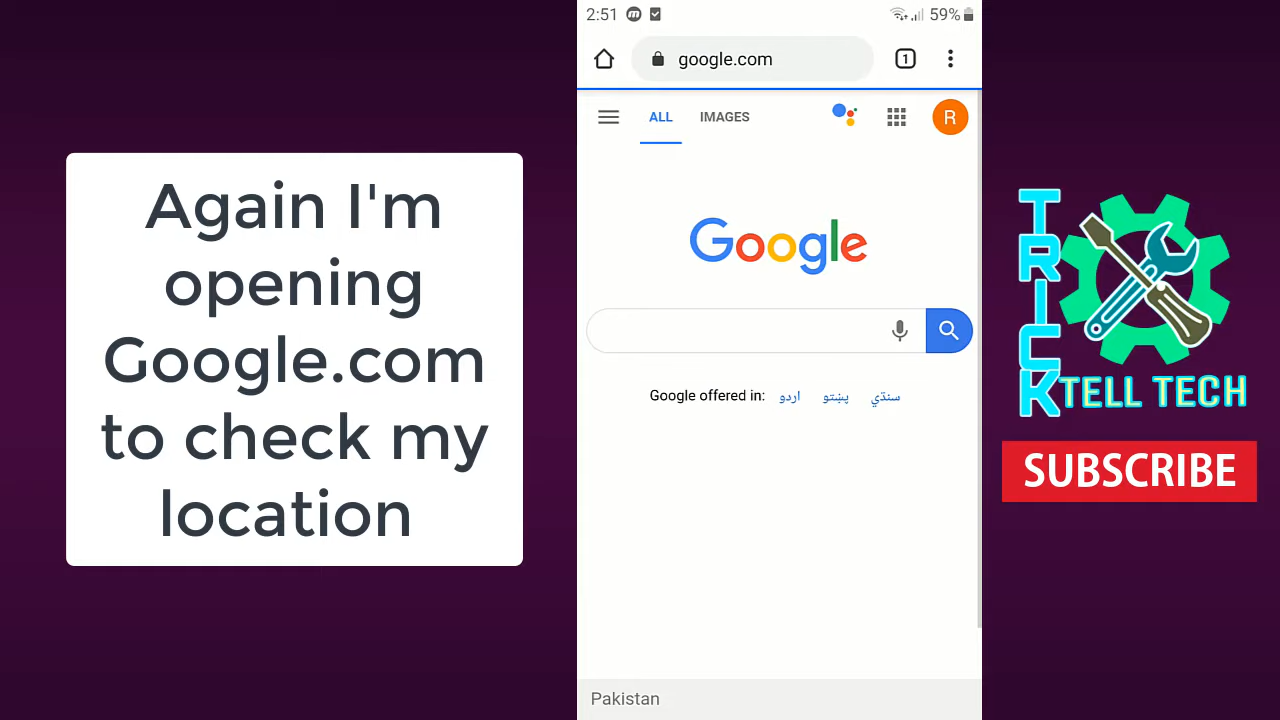 Again I'm
opening
Google.com
to check my
location
2:51
59%
google.com
1
ALL IMAGES
R
Google
Google offered in: اردو پښتو سنڌي
Pakistan
TRICK
TELL TECH
SUBSCRIBE